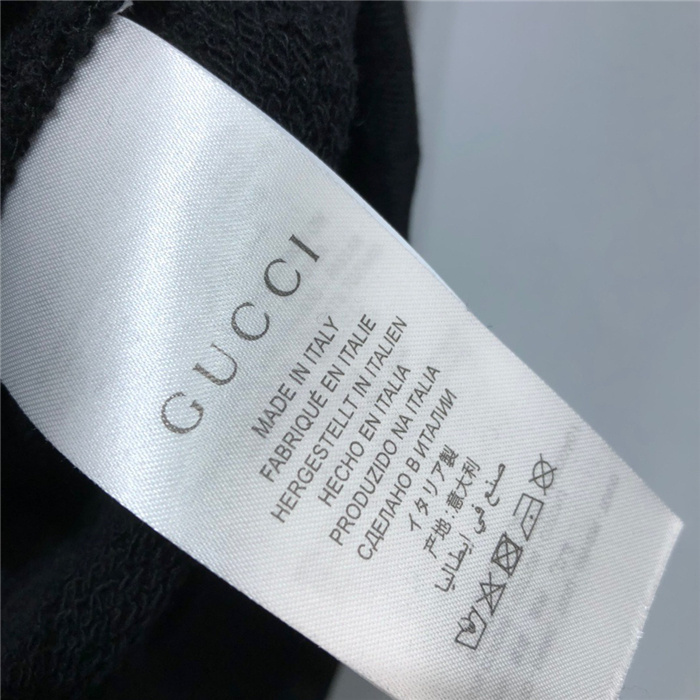 GUCCI
MADE IN ITALY
FABRIQUÉ EN ITALIE
HERGESTELLT IN ITALIEN
HECHO EN ITALIA
PRODUZIDO NA ITALIA
СДЕЛАНО В ИТАЛИИ
イタリア製
产地:意大利
صنع في إيطاليا